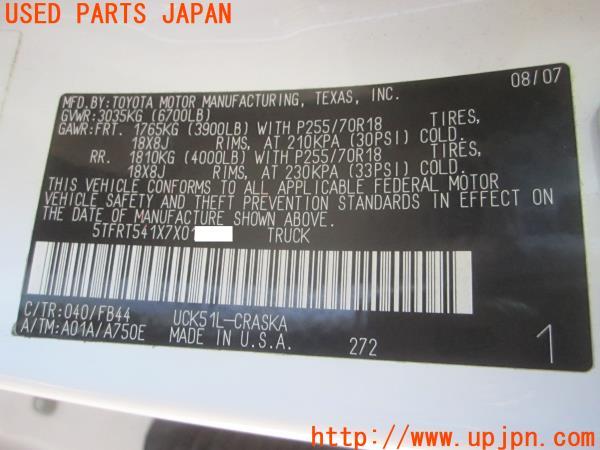 USED PARTS JAPAN
08/07
MFD.BY:TOYOTA MOTOR MANUFACTURING, TEXAS, INC.
GVWR:3035KG (6700LB)
GAWR:FRT. 1765KG (3900LB) WITH P255/70R18 TIRES,
18X8J RIMS, AT 210KPA (30PSI) COLD.
RR. 1810KG (4000LB) WITH P255/70R18 TIRES,
18X8J RIMS, AT 230KPA (33PSI) COLD.
THIS VEHICLE CONFORMS TO ALL APPLICABLE FEDERAL MOTOR
VEHICLE SAFETY AND THEFT PREVENTION STANDARDS IN EFFECT ON
THE DATE OF MANUFACTURE SHOWN ABOVE.
5TFRT541X7X01 TRUCK
C/TR:040/FB44 UCK51L-CRASKA
A/TM:A01A/A750E MADE IN U.S.A. 272 1
http://www.upjpn.com